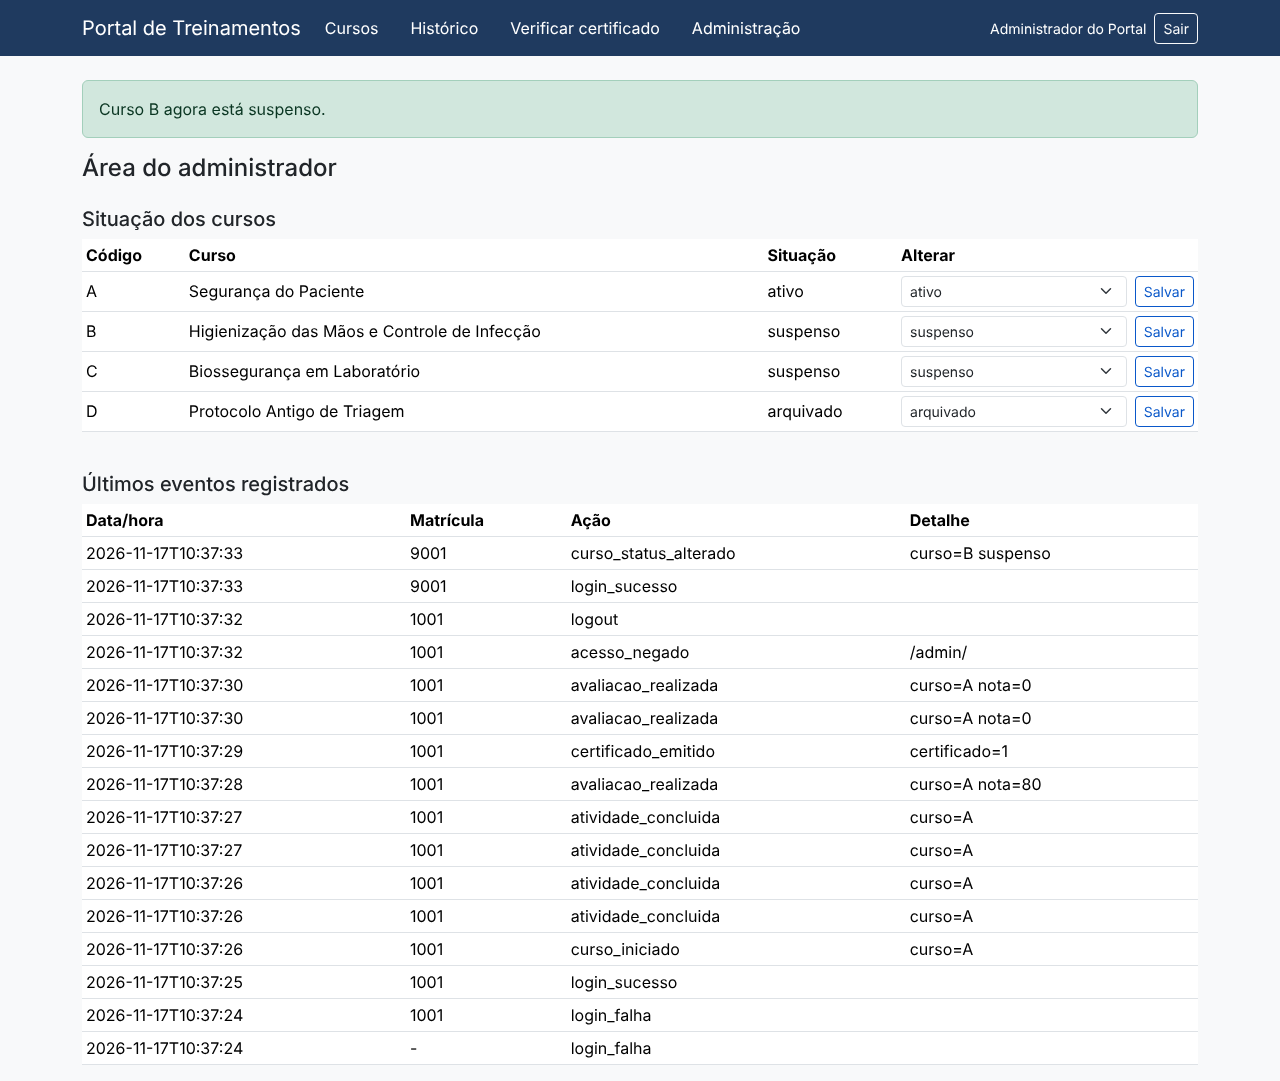 Portal de Treinamentos Cursos Histórico Verificar certificado Administração Administrador do Portal Sair
Curso B agora está suspenso.
Área do administrador
Situação dos cursos
Código Curso Situação Alterar
A Segurança do Paciente ativo ativo Salvar
B Higienização das Mãos e Controle de Infecção suspenso suspenso Salvar
C Biossegurança em Laboratório suspenso suspenso Salvar
D Protocolo Antigo de Triagem arquivado arquivado Salvar
Últimos eventos registrados
Data/hora Matrícula Ação Detalhe
2026-11-17T10:37:33 9001 curso_status_alterado curso=B suspenso
2026-11-17T10:37:33 9001 login_sucesso
2026-11-17T10:37:32 1001 logout
2026-11-17T10:37:32 1001 acesso_negado /admin/
2026-11-17T10:37:30 1001 avaliacao_realizada curso=A nota=0
2026-11-17T10:37:30 1001 avaliacao_realizada curso=A nota=0
2026-11-17T10:37:29 1001 certificado_emitido certificado=1
2026-11-17T10:37:28 1001 avaliacao_realizada curso=A nota=80
2026-11-17T10:37:27 1001 atividade_concluida curso=A
2026-11-17T10:37:27 1001 atividade_concluida curso=A
2026-11-17T10:37:26 1001 atividade_concluida curso=A
2026-11-17T10:37:26 1001 atividade_concluida curso=A
2026-11-17T10:37:26 1001 curso_iniciado curso=A
2026-11-17T10:37:25 1001 login_sucesso
2026-11-17T10:37:24 1001 login_falha
2026-11-17T10:37:24 - login_falha